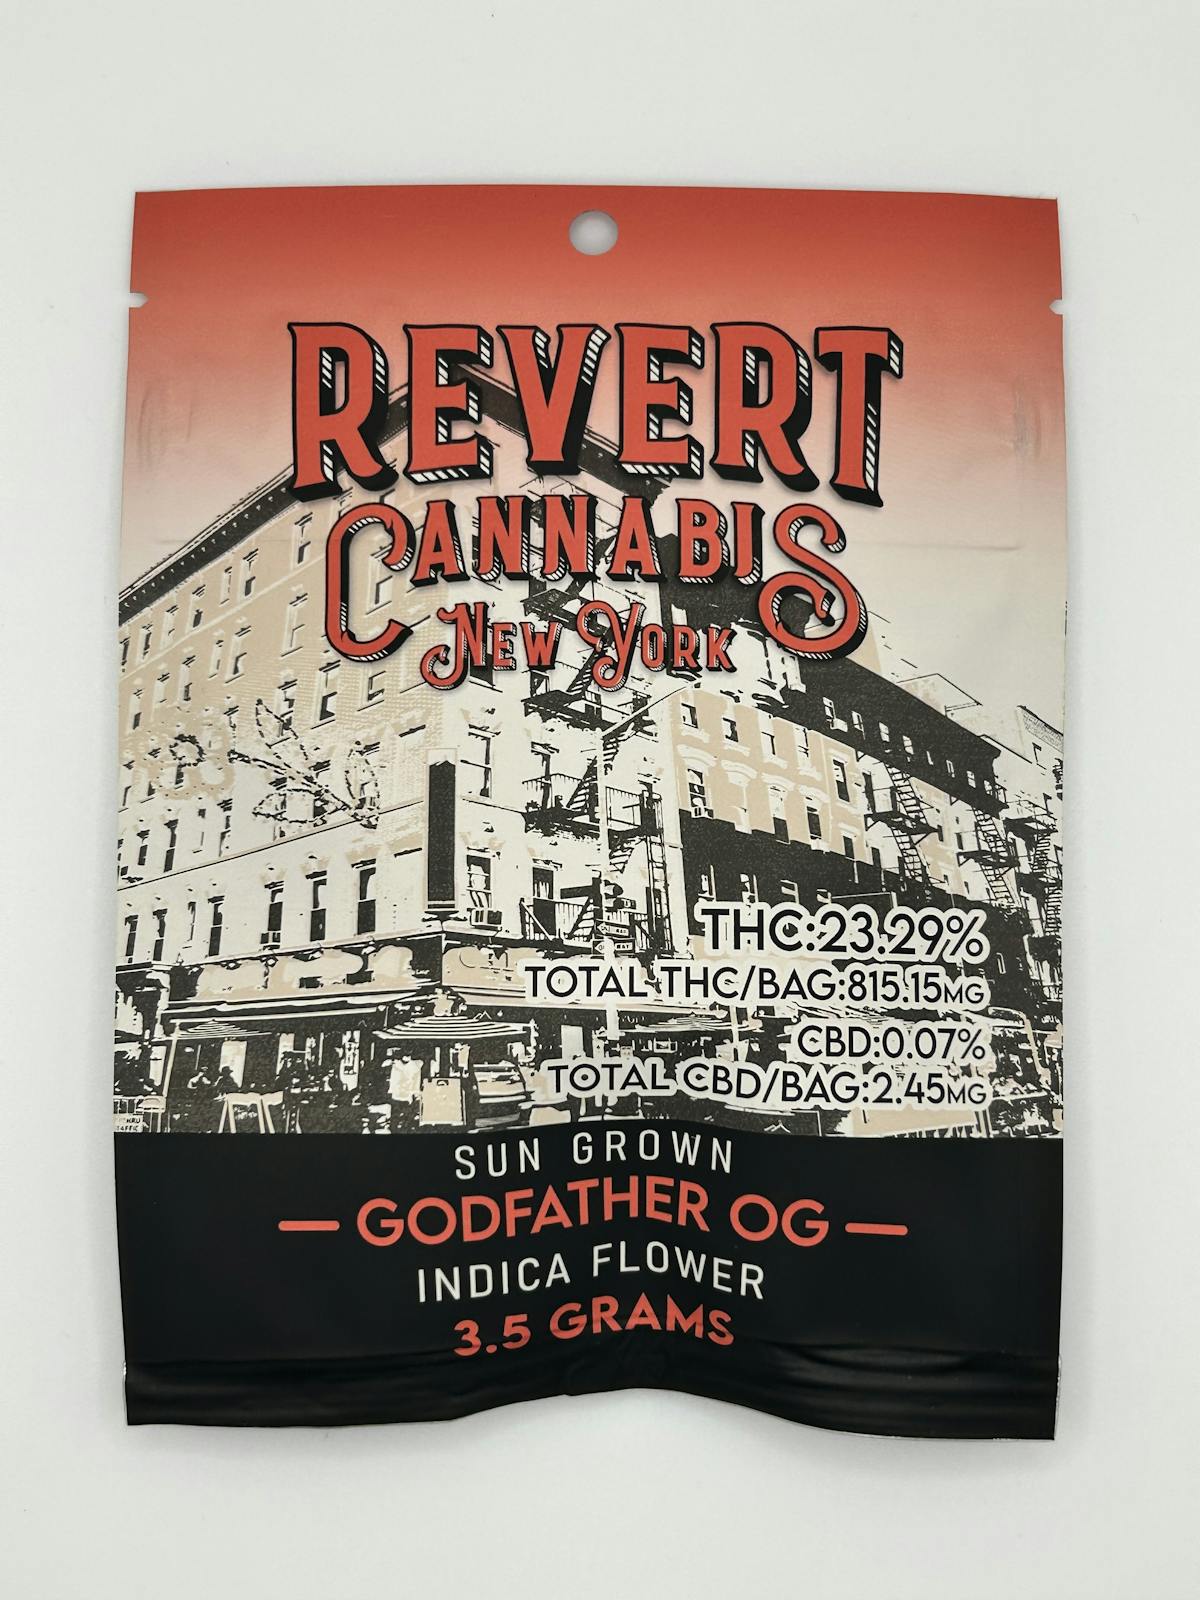 REVERT
CANNABIS
NEW YORK
THC:23.29%
TOTAL THC/BAG:815.15MG
CBD:0.07%
TOTAL CBD/BAG:2.45MG
SUN GROWN
GODFATHER OG
INDICA FLOWER
3.5 GRAMS